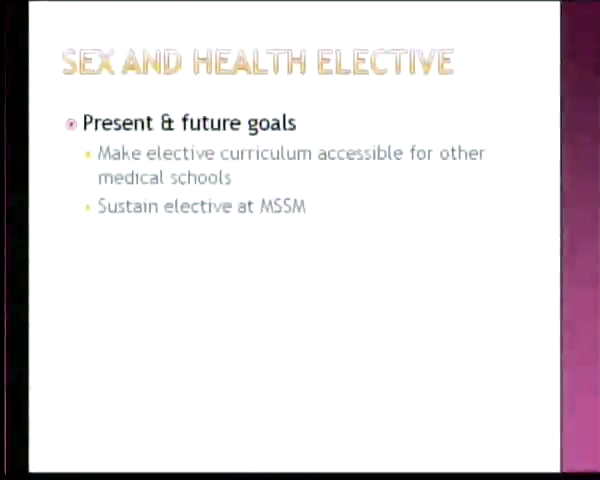 SEX AND HEALTH ELECTIVE
Present & future goals
Make elective curriculum accessible for other
medical schools
Sustain elective at MSSM